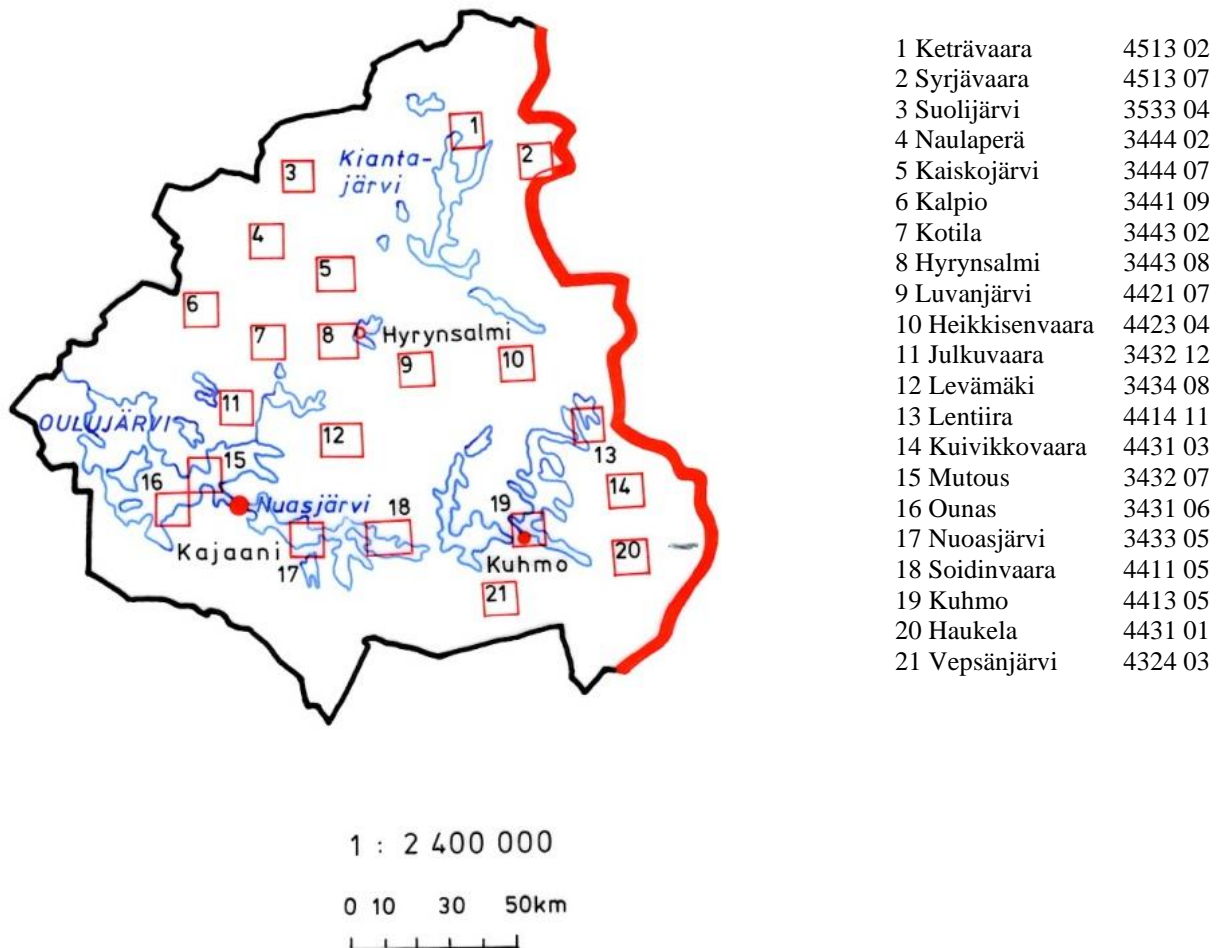 1
2
3
Kianta-
järvi
4
5
6
7
8
Hyrynsalmi
9
10
11
OULUJÄRVI
12
13
14
15
16
Nuasjärvi
18
19
Kajaani
17
Kuhmo
20
21
1 : 2 400 000
0 10 30 50km
1 Keträvaara 4513 02
2 Syrjävaara 4513 07
3 Suolijärvi 3533 04
4 Naulaperä 3444 02
5 Kaiskojärvi 3444 07
6 Kalpio 3441 09
7 Kotila 3443 02
8 Hyrynsalmi 3443 08
9 Luvanjärvi 4421 07
10 Heikkisenvaara 4423 04
11 Julkuvaara 3432 12
12 Levämäki 3434 08
13 Lentiira 4414 11
14 Kuivikkovaara 4431 03
15 Mutous 3432 07
16 Ounas 3431 06
17 Nuoasjärvi 3433 05
18 Soidinvaara 4411 05
19 Kuhmo 4413 05
20 Haukela 4431 01
21 Vepsänjärvi 4324 03